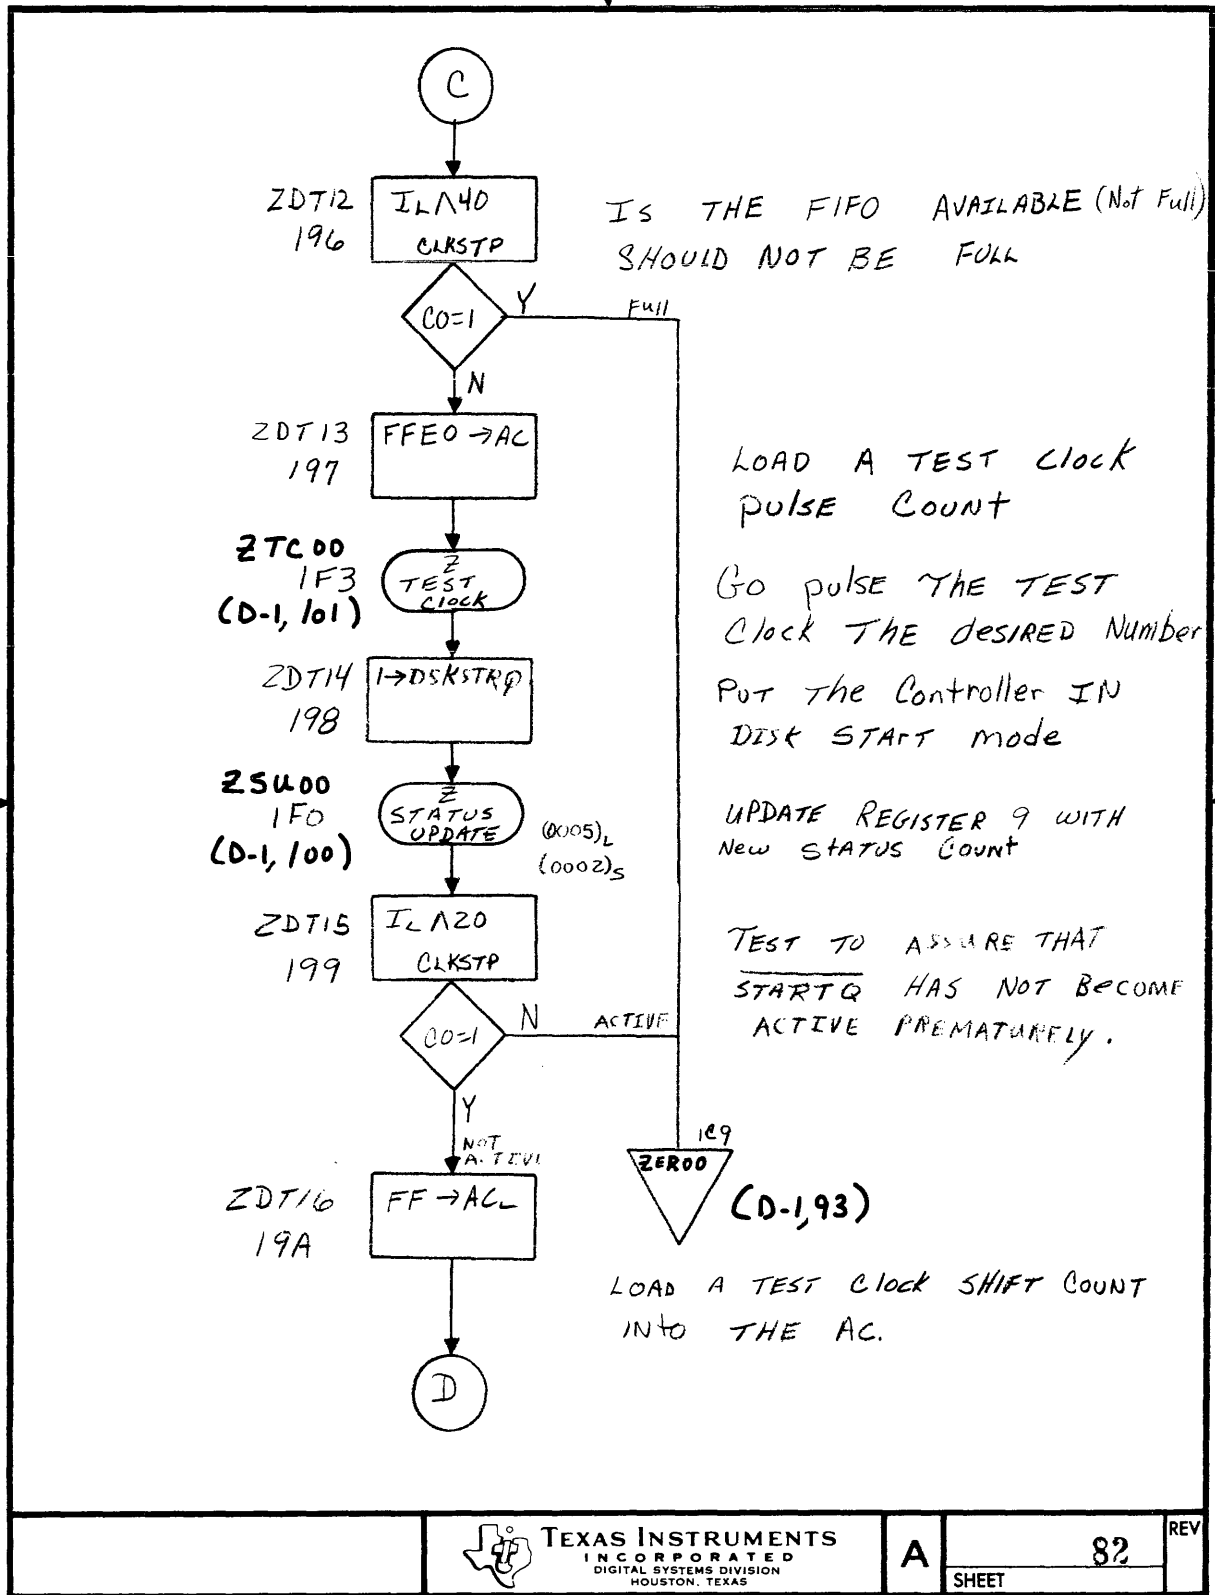 C
ZDT12
196
ILΛ40
CLKSTP
IS THE FIFO AVAILABLE (Not Full)
SHOULD NOT BE FULL
CO=1
Y
Full
N
ZDT13
197
FFE0→AC
LOAD A TEST Clock
pulse Count
ZTC00
1F3
(D-1, 101)
Z
TEST
Clock
Go pulse The TEST
Clock THE desIRED Number
ZDT14
198
1→DSKSTRQ
PUT The Controller IN
DISK START mode
ZSU00
1F0
(D-1, 100)
Z
STATUS
UPDATE
(0005)L
(0002)S
UPDATE REGISTER 9 WITH
New STATUS Count
ZDT15
199
ILΛ20
CLKSTP
TEST TO ASSURE THAT
STARTQ HAS NOT BECOME
ACTIVE PREMATURELY.
CO=1
N
ACTIVE
Y
NOT
ACTIVE
ZDT16
19A
FF→ACL
1C9
ZER00
(D-1,93)
LOAD A TEST Clock SHIFT COUNT
INto THE AC.
D
TEXAS INSTRUMENTS
INCORPORATED
DIGITAL SYSTEMS DIVISION
HOUSTON, TEXAS
A
82
SHEET
REV